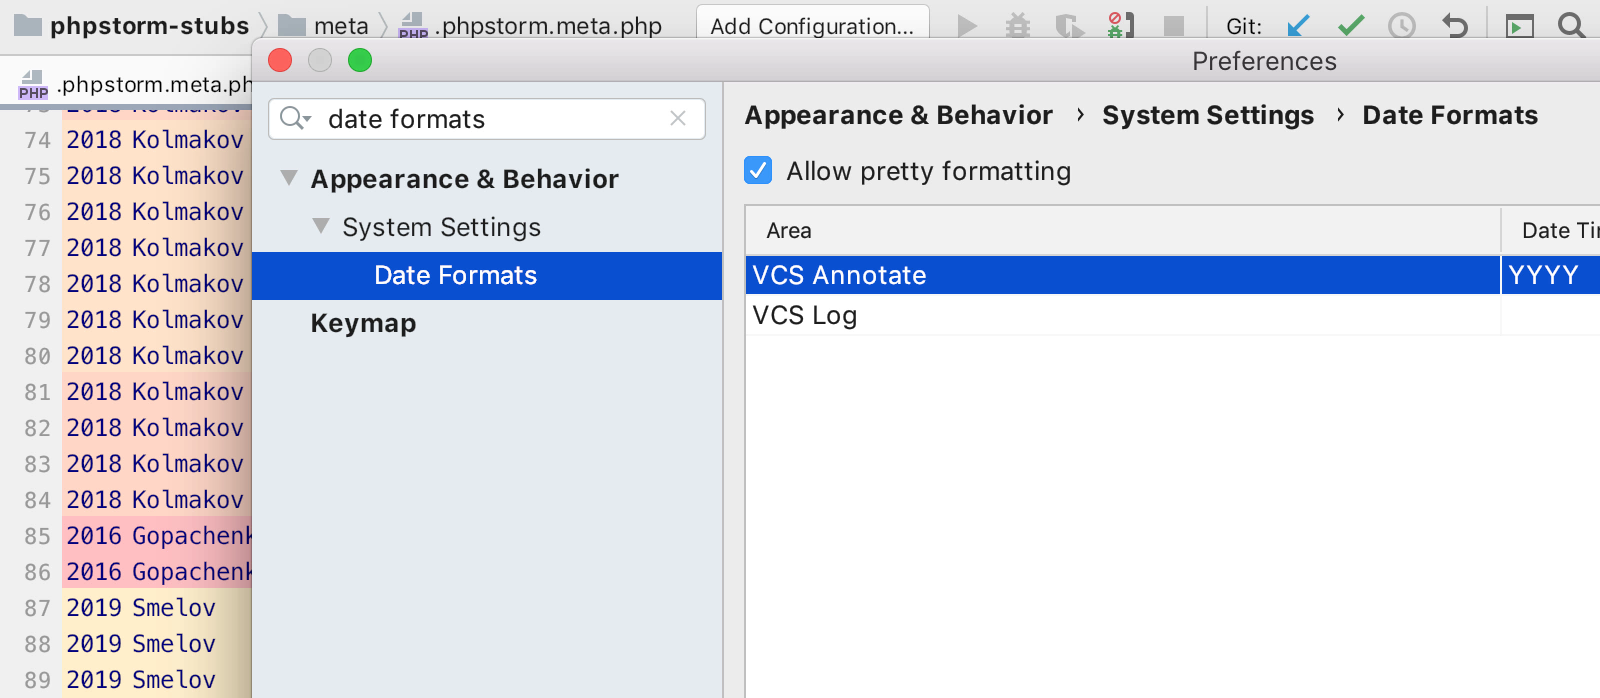 phpstorm-stubs meta .phpstorm.meta.php Add Configuration... Git:
PHP
Preferences
PHP .phpstorm.meta.ph
date formats
Appearance & Behavior › System Settings › Date Formats
Appearance & Behavior
System Settings
Date Formats
Keymap
Allow pretty formatting
Area Date Ti
VCS Annotate YYYY
VCS Log
74 2018 Kolmakov
75 2018 Kolmakov
76 2018 Kolmakov
77 2018 Kolmakov
78 2018 Kolmakov
79 2018 Kolmakov
80 2018 Kolmakov
81 2018 Kolmakov
82 2018 Kolmakov
83 2018 Kolmakov
84 2018 Kolmakov
85 2016 Gopachenk
86 2016 Gopachenk
87 2019 Smelov
88 2019 Smelov
89 2019 Smelov